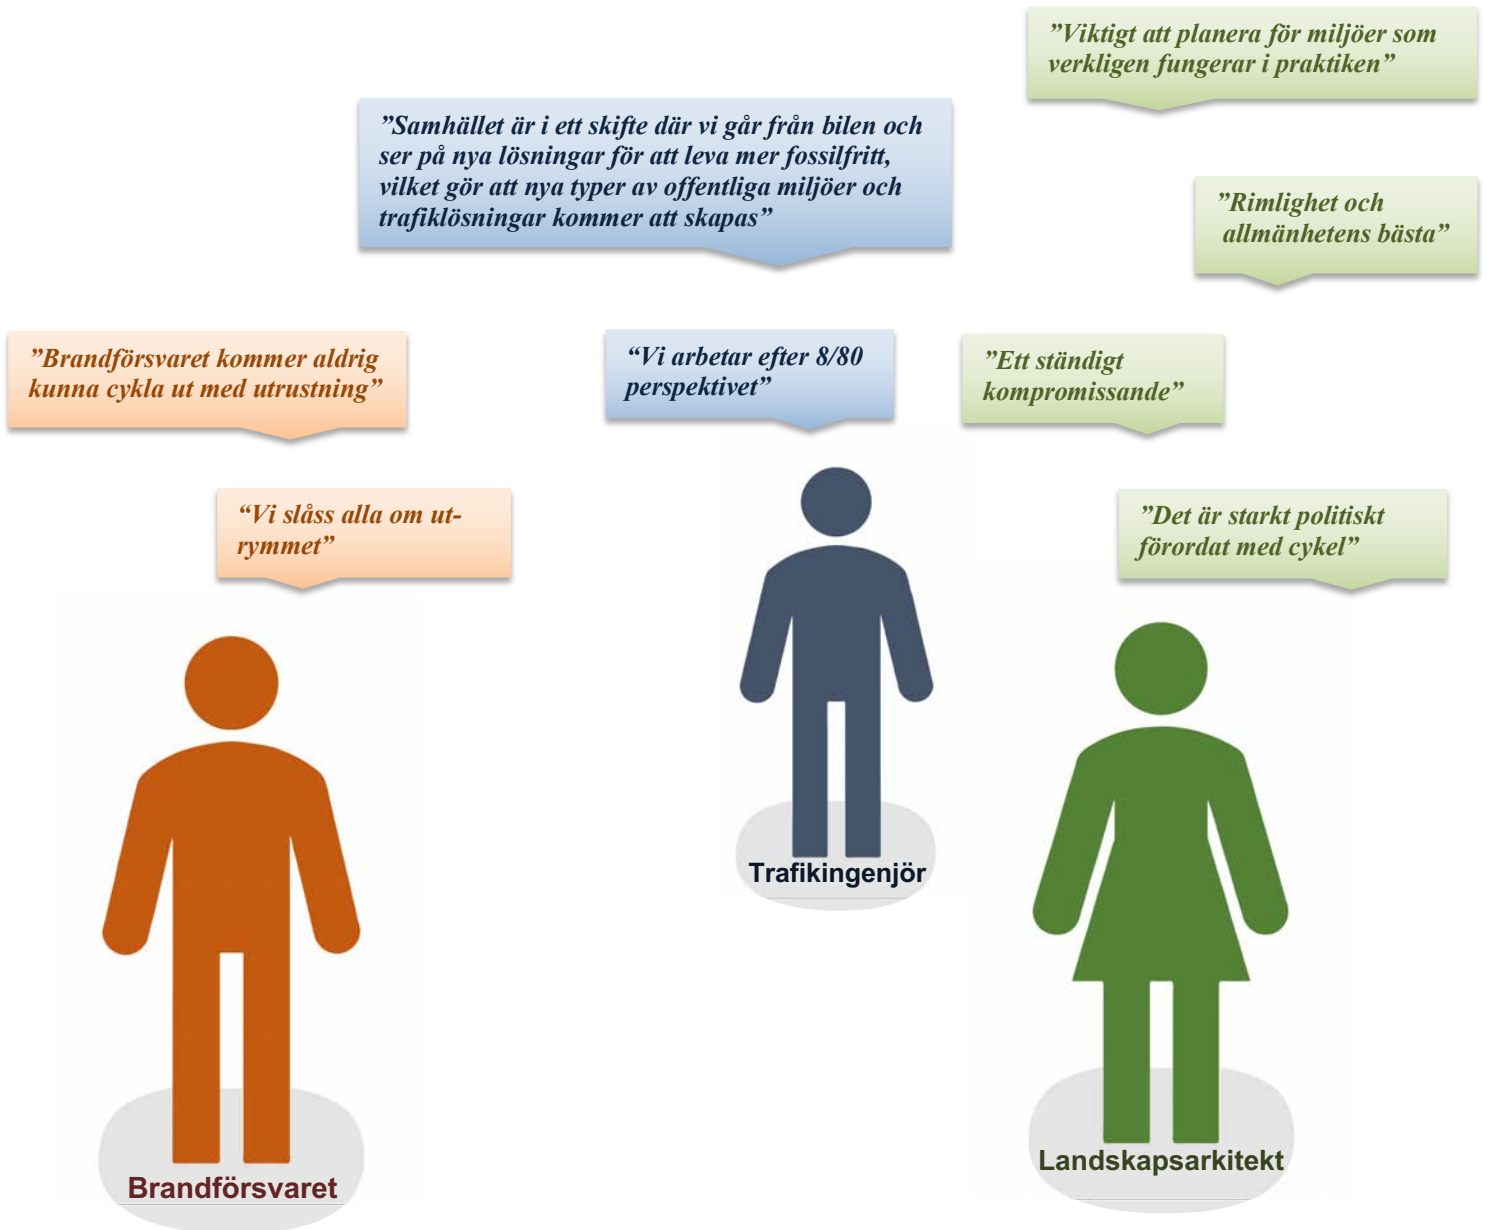 ”Viktigt att planera för miljöer som
verkligen fungerar i praktiken”
”Samhället är i ett skifte där vi går från bilen och
ser på nya lösningar för att leva mer fossilfritt,
vilket gör att nya typer av offentliga miljöer och
trafiklösningar kommer att skapas”
”Rimlighet och
allmänhetens bästa”
”Brandförsvaret kommer aldrig
kunna cykla ut med utrustning”
“Vi arbetar efter 8/80
perspektivet”
”Ett ständigt
kompromissande”
“Vi slåss alla om ut-
rymmet”
”Det är starkt politiskt
förordat med cykel”
Trafikingenjör
Landskapsarkitekt
Brandförsvaret